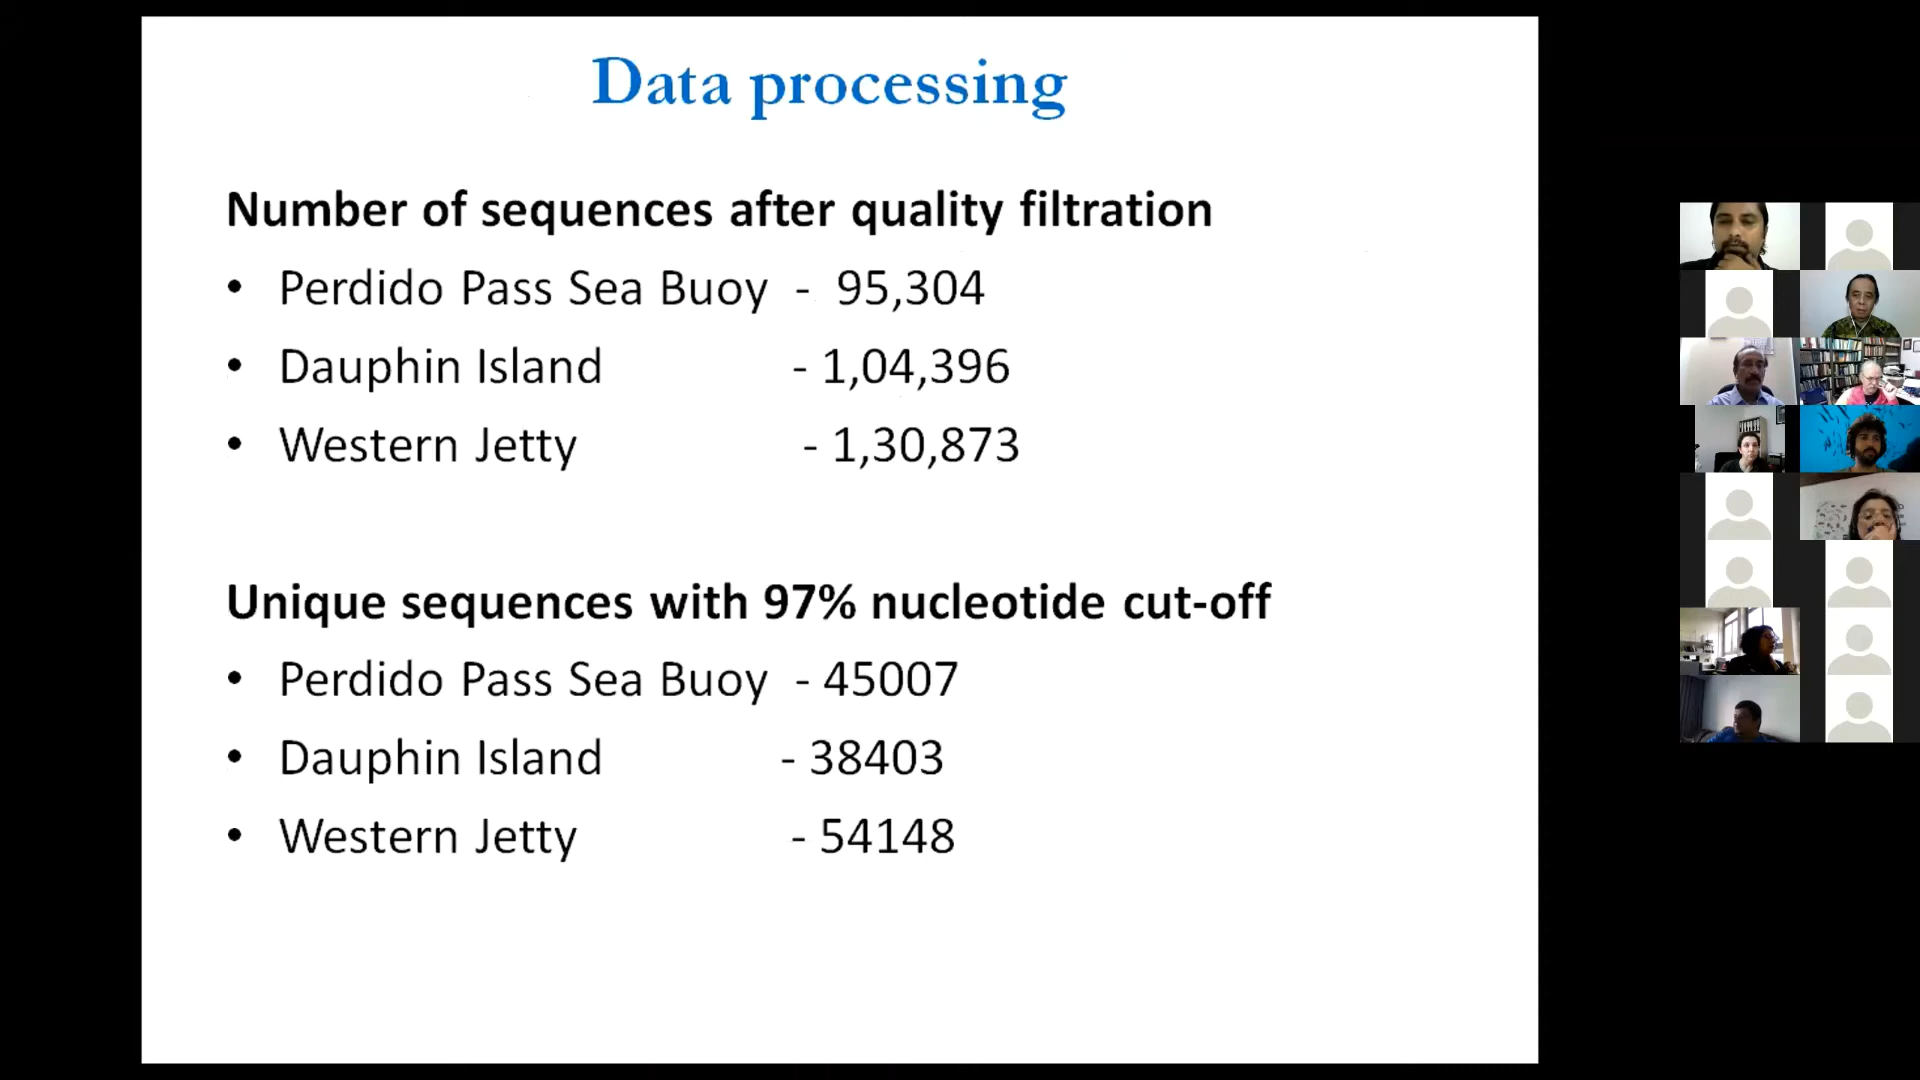 Data processing
Number of sequences after quality filtration
• Perdido Pass Sea Buoy - 95,304
• Dauphin Island - 1,04,396
• Western Jetty - 1,30,873
Unique sequences with 97% nucleotide cut-off
• Perdido Pass Sea Buoy - 45007
• Dauphin Island - 38403
• Western Jetty - 54148